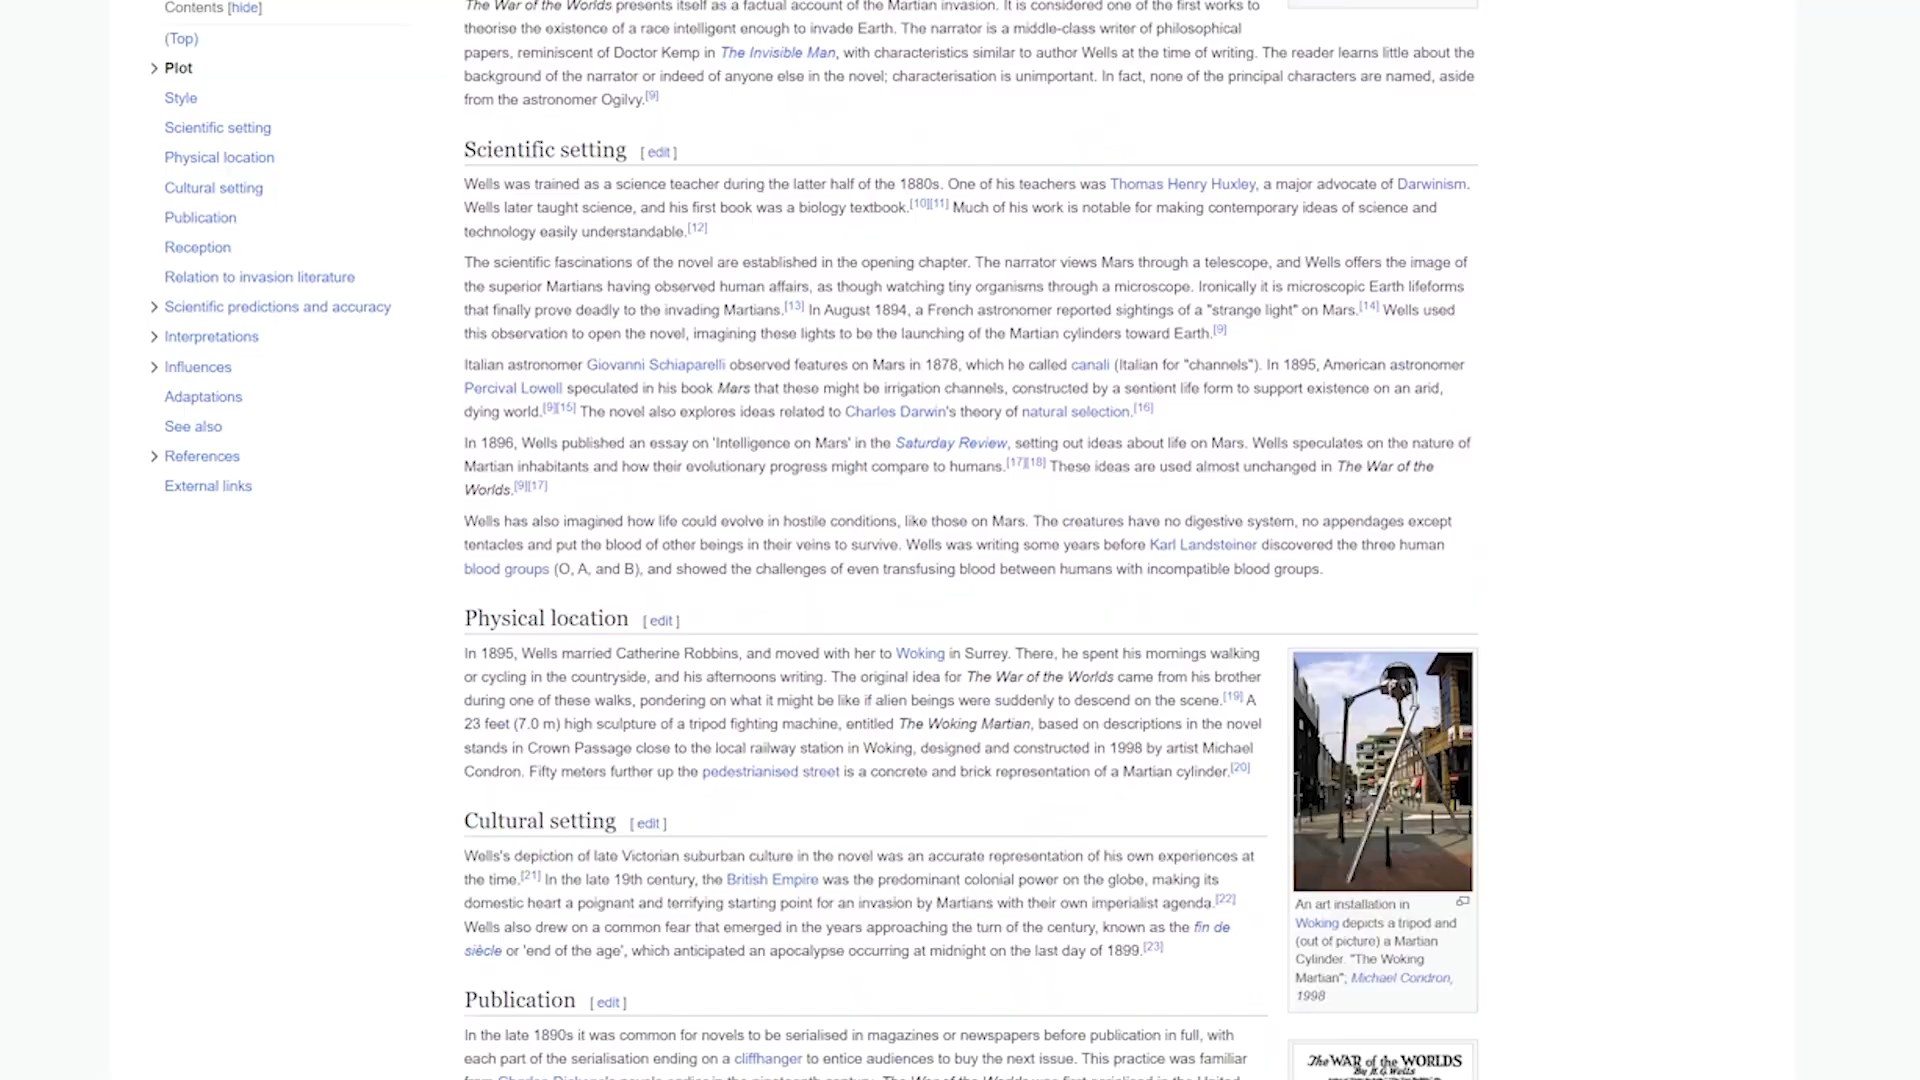 Contents [hide]
(Top)
Plot
Style
Scientific setting
Physical location
Cultural setting
Publication
Reception
Relation to invasion literature
Scientific predictions and accuracy
Interpretations
Influences
Adaptations
See also
References
External links
The War of the Worlds presents itself as a factual account of the Martian invasion. It is considered one of the first works to
theorise the existence of a race intelligent enough to invade Earth. The narrator is a middle-class writer of philosophical
papers, reminiscent of Doctor Kemp in The Invisible Man, with characteristics similar to author Wells at the time of writing. The reader learns little about the
background of the narrator or indeed of anyone else in the novel; characterisation is unimportant. In fact, none of the principal characters are named, aside
from the astronomer Ogilvy.[9]
Scientific setting [ edit ]
Wells was trained as a science teacher during the latter half of the 1880s. One of his teachers was Thomas Henry Huxley, a major advocate of Darwinism.
Wells later taught science, and his first book was a biology textbook.[10][11] Much of his work is notable for making contemporary ideas of science and
technology easily understandable.[12]
The scientific fascinations of the novel are established in the opening chapter. The narrator views Mars through a telescope, and Wells offers the image of
the superior Martians having observed human affairs, as though watching tiny organisms through a microscope. Ironically it is microscopic Earth lifeforms
that finally prove deadly to the invading Martians.[13] In August 1894, a French astronomer reported sightings of a "strange light" on Mars.[14] Wells used
this observation to open the novel, imagining these lights to be the launching of the Martian cylinders toward Earth.[9]
Italian astronomer Giovanni Schiaparelli observed features on Mars in 1878, which he called canali (Italian for "channels"). In 1895, American astronomer
Percival Lowell speculated in his book Mars that these might be irrigation channels, constructed by a sentient life form to support existence on an arid,
dying world.[9][15] The novel also explores ideas related to Charles Darwin's theory of natural selection.[16]
In 1896, Wells published an essay on 'Intelligence on Mars' in the Saturday Review, setting out ideas about life on Mars. Wells speculates on the nature of
Martian inhabitants and how their evolutionary progress might compare to humans.[17][18] These ideas are used almost unchanged in The War of the
Worlds.[9][17]
Wells has also imagined how life could evolve in hostile conditions, like those on Mars. The creatures have no digestive system, no appendages except
tentacles and put the blood of other beings in their veins to survive. Wells was writing some years before Karl Landsteiner discovered the three human
blood groups (O, A, and B), and showed the challenges of even transfusing blood between humans with incompatible blood groups.
Physical location [ edit ]
In 1895, Wells married Catherine Robbins, and moved with her to Woking in Surrey. There, he spent his mornings walking
or cycling in the countryside, and his afternoons writing. The original idea for The War of the Worlds came from his brother
during one of these walks, pondering on what it might be like if alien beings were suddenly to descend on the scene.[19] A
23 feet (7.0 m) high sculpture of a tripod fighting machine, entitled The Woking Martian, based on descriptions in the novel
stands in Crown Passage close to the local railway station in Woking, designed and constructed in 1998 by artist Michael
Condron. Fifty meters further up the pedestrianised street is a concrete and brick representation of a Martian cylinder.[20]
Cultural setting [ edit ]
Wells's depiction of late Victorian suburban culture in the novel was an accurate representation of his own experiences at
the time.[21] In the late 19th century, the British Empire was the predominant colonial power on the globe, making its
domestic heart a poignant and terrifying starting point for an invasion by Martians with their own imperialist agenda.[22]
Wells also drew on a common fear that emerged in the years approaching the turn of the century, known as the fin de
siècle or 'end of the age', which anticipated an apocalypse occurring at midnight on the last day of 1899.[23]
Publication [ edit ]
In the late 1890s it was common for novels to be serialised in magazines or newspapers before publication in full, with
each part of the serialisation ending on a cliffhanger to entice audiences to buy the next issue. This practice was familiar
from Charles Dickens's novels earlier in the nineteenth century. The War of the Worlds was first serialised in the United
An art installation in
Woking depicts a tripod and
(out of picture) a Martian
Cylinder. "The Woking
Martian"; Michael Condron,
1998
The WAR of the WORLDS
By H. G. Wells